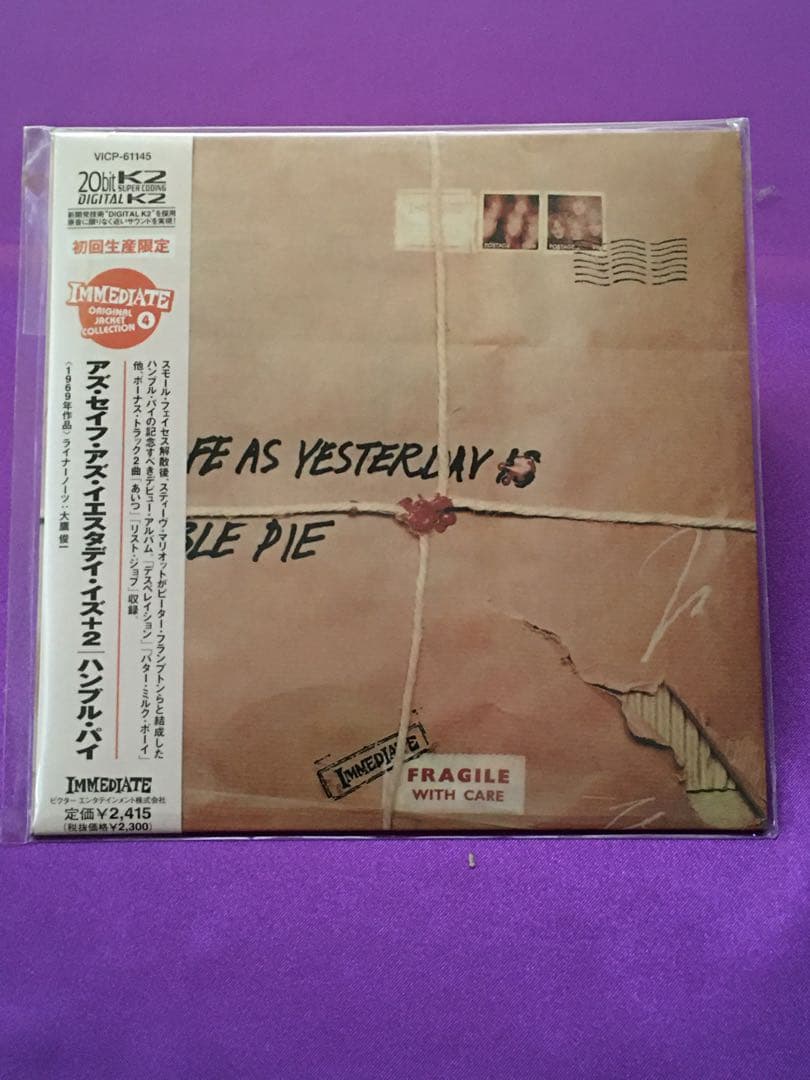 VICP-61145
20bit K2
SUPER CODING
DIGITAL K2
新開発技術"DIGITAL K2"を採用
原音に限りなく近いサウンドを実現!
初回生産限定
IMMEDIATE
ORIGINAL
JACKET
COLLECTION 4
スモール・フェイセス解散後、スティーヴ・マリオットがピーター・フランプトンらと結成した
ハンブル・パイの記念すべきデビュー・アルバム。「デスペレイション」「バター・ミルク・ボーイ」
他。ボーナス・トラック2曲「あいつ」「リスト・ジョブ」収録。
アズ・セイフ・アズ・イエスタデイ・イズ+2 ハンブル・パイ
〈1969年作品〉ライナーノーツ:大鷹俊一
IMMEDIATE
ビクターエンタテインメント株式会社
定価¥2,415
(税抜価格¥2,300)
POSTAGE
POSTAGE
FE AS YESTERDAY IS
BLE PIE
IMMEDIATE
FRAGILE
WITH CARE